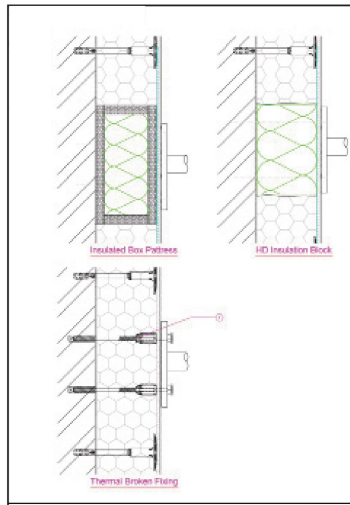 Insulated Box Pattress
HD Insulation Block
Thermal Broken Fixing